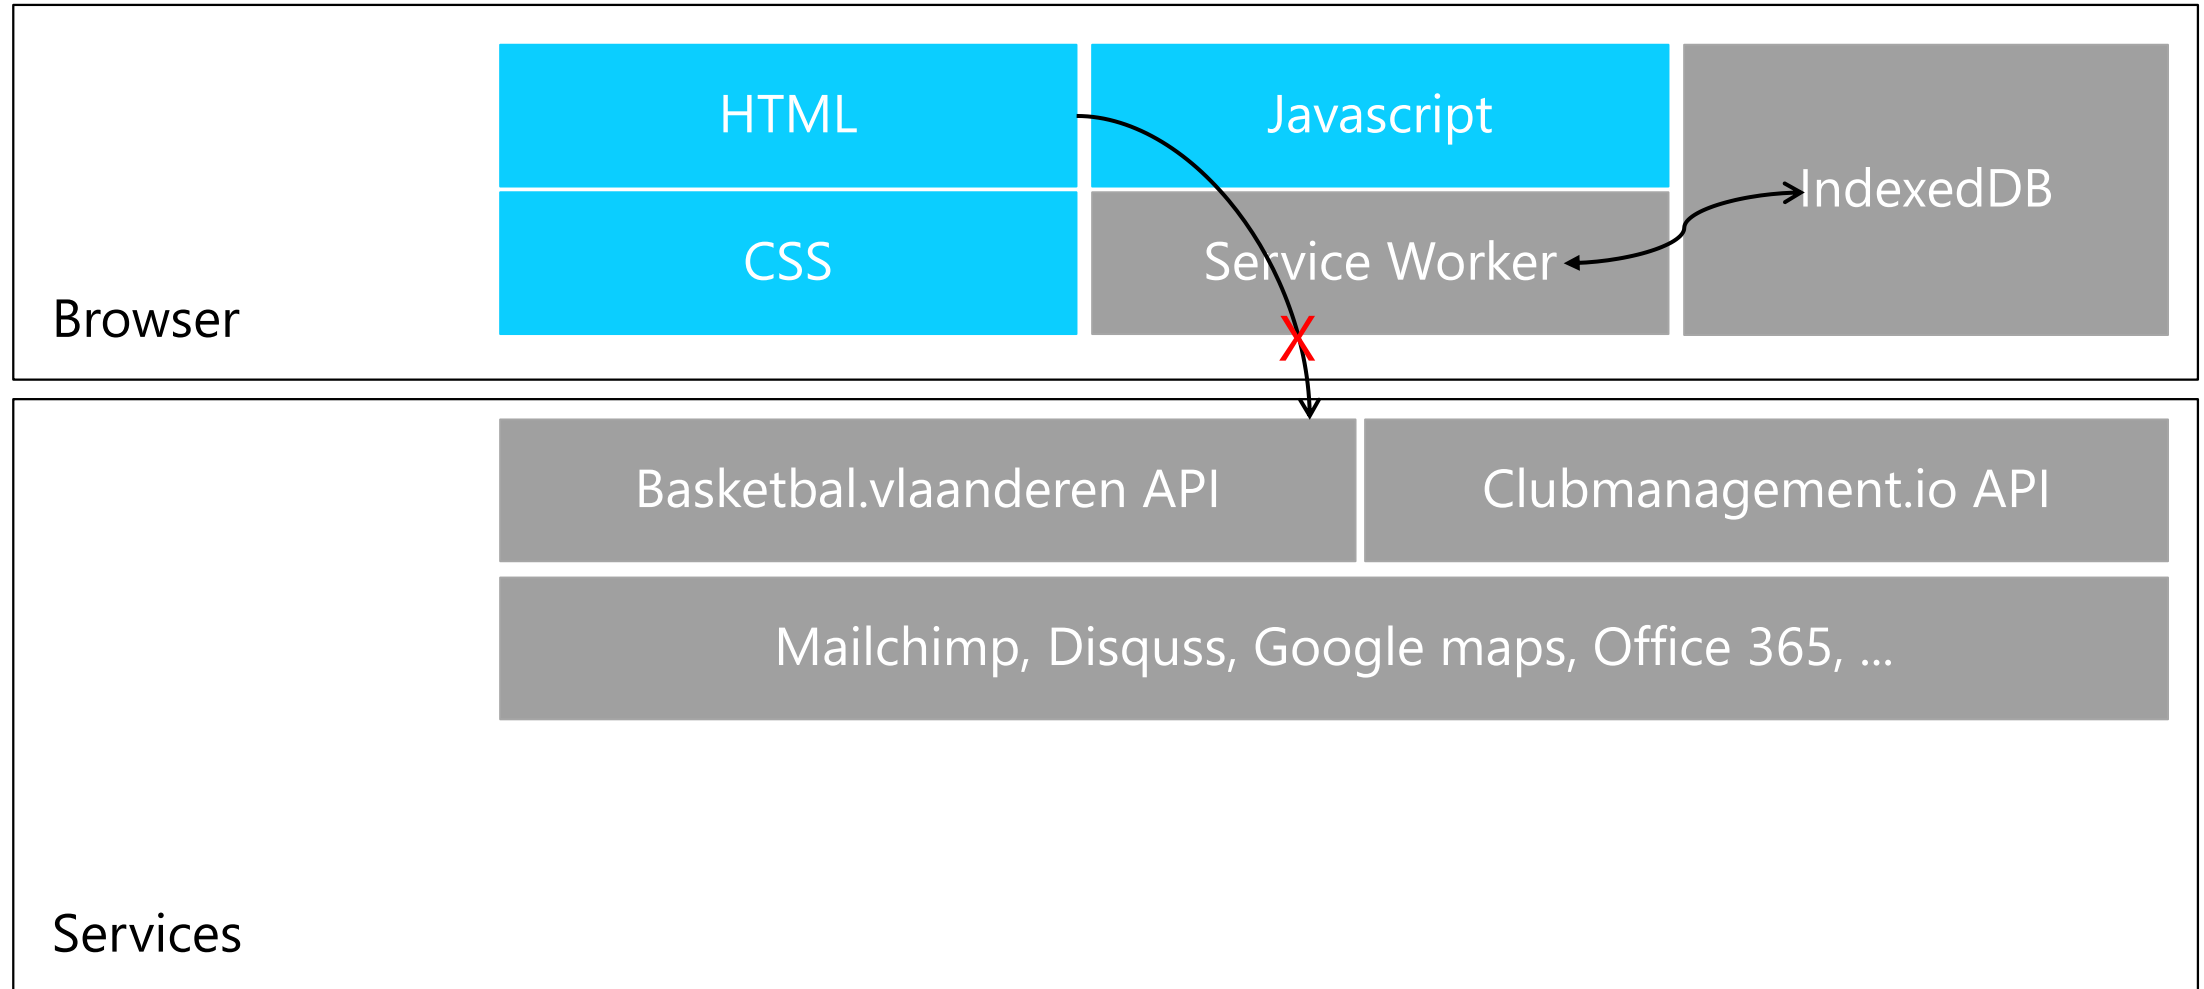 HTML
Javascript
IndexedDB
CSS
Service Worker
Browser
X
Basketbal.vlaanderen API
Clubmanagement.io API
Mailchimp, Disquss, Google maps, Office 365, ...
Services